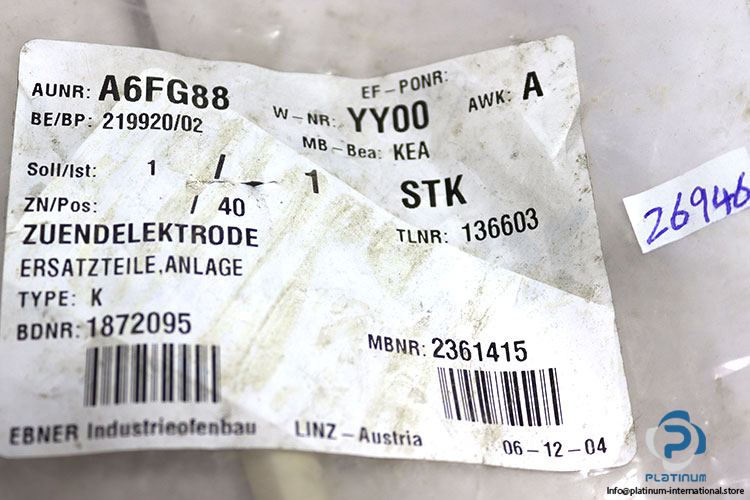 EF-PONR:
AUNR: A6FG88
W-NR: YY00 AWK: A
BE/BP: 219920/02
MB-Bea: KEA
Soll/Ist: 1 / 1 STK
ZN/Pos: / 40
TLNR: 136603
ZUENDELEKTRODE
ERSATZTEILE,ANLAGE
TYPE: K
BDNR: 1872095
MBNR: 2361415
EBNER Industrieofenbau LINZ-Austria 06-12-04
26946
PLATINUM
Info@platinum-international.store